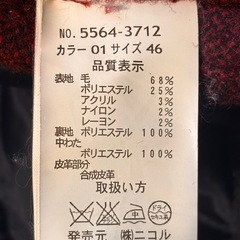 NO. 5564-3712
カラー 01 サイズ 46
品質表示
表地 毛 68%
ポリエステル 25%
アクリル 3%
ナイロン 2%
レーヨン 2%
裏地 ポリエステル 100%
中わた
ポリエステル 100%
皮革部分
合成皮革
取扱い方
中
ドライ
発売元 ㈱ニコル